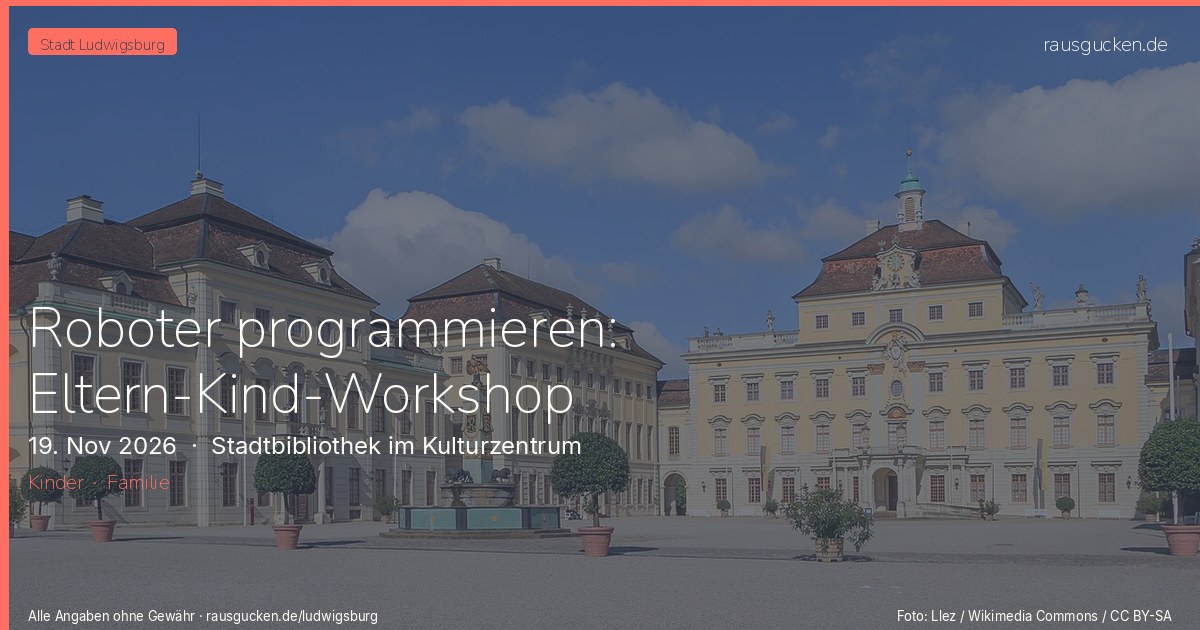 Stadt Ludwigsburg
rausgucken.de
Roboter programmieren:
Eltern-Kind-Workshop
19. Nov 2026 · Stadtbibliothek im Kulturzentrum
Kinder · Familie
Alle Angaben ohne Gewähr · rausgucken.de/ludwigsburg
Foto: Llez / Wikimedia Commons / CC BY-SA